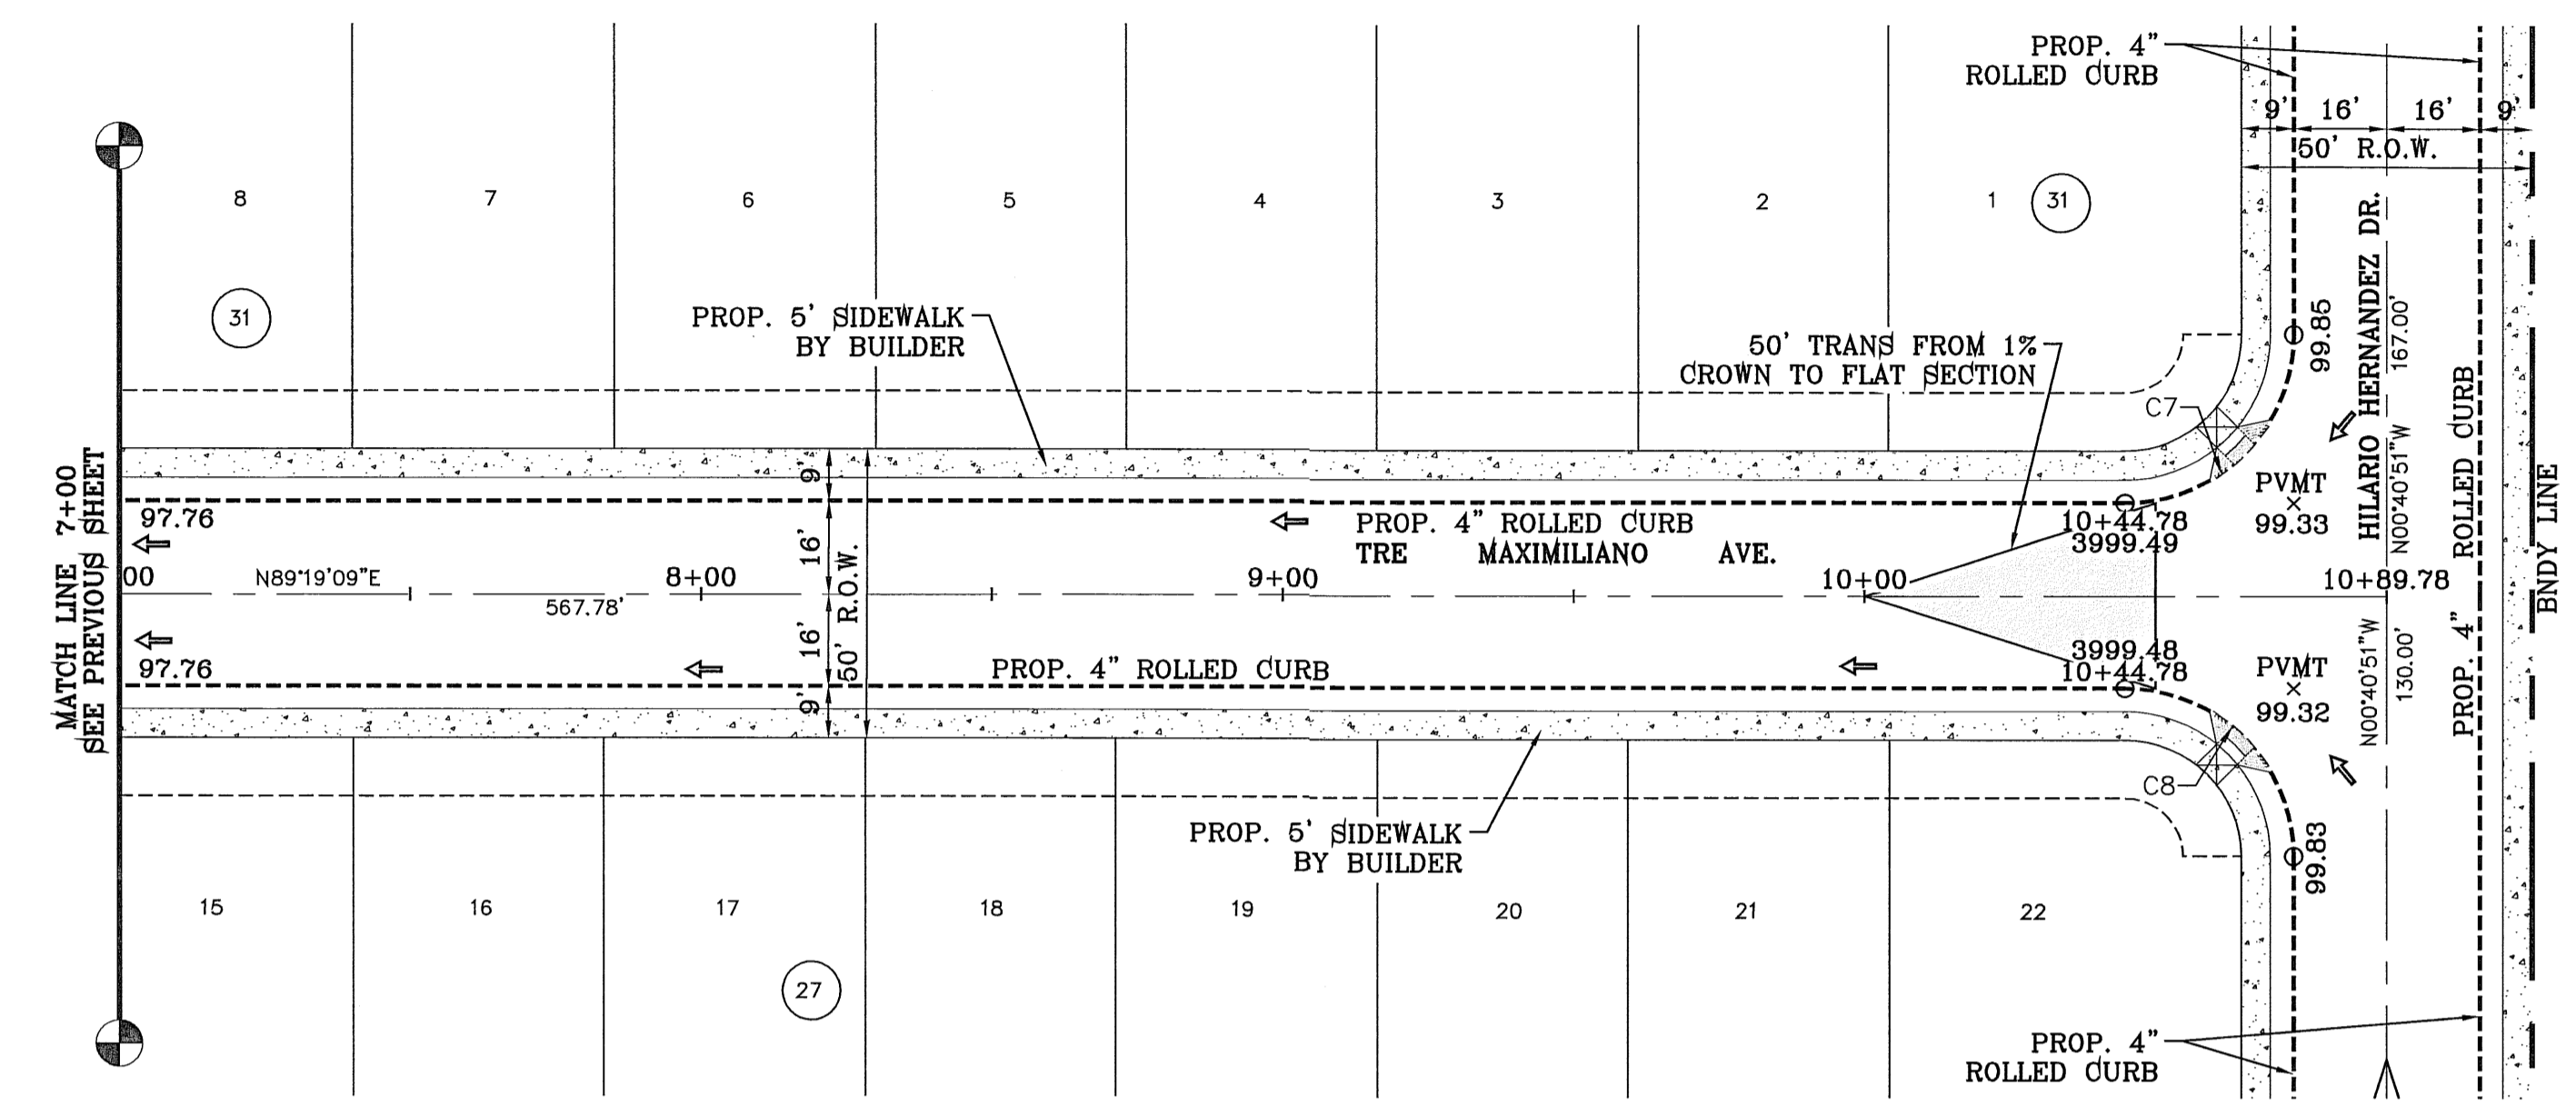 PROP. 4"
ROLLED CURB
9' 16' 16' 9'
50' R.O.W.
8 7 6 5 4 3 2 1 31
31
PROP. 5' SIDEWALK
BY BUILDER
50' TRANS FROM 1%
CROWN TO FLAT SECTION
C7
99.85
HILARIO HERNANDEZ DR.
167.00'
N00°40'51"W
PROP. 4" ROLLED CURB
BNDY LINE
MATCH LINE 7+00
SEE PREVIOUS SHEET
9'
16'
16'
9'
50' R.O.W.
97.76
PROP. 4" ROLLED CURB
TRE MAXIMILIANO AVE.
10+44.78
3999.49
PVMT
99.33
00
N89°19'09"E
567.78'
8+00
9+00
10+00
10+89.78
97.76
PROP. 4" ROLLED CURB
3999.48
10+44.78
PVMT
99.32
N00°40'51"W
130.00'
C8
PROP. 5' SIDEWALK
BY BUILDER
99.83
15 16 17 18 19 20 21 22
27
PROP. 4"
ROLLED CURB